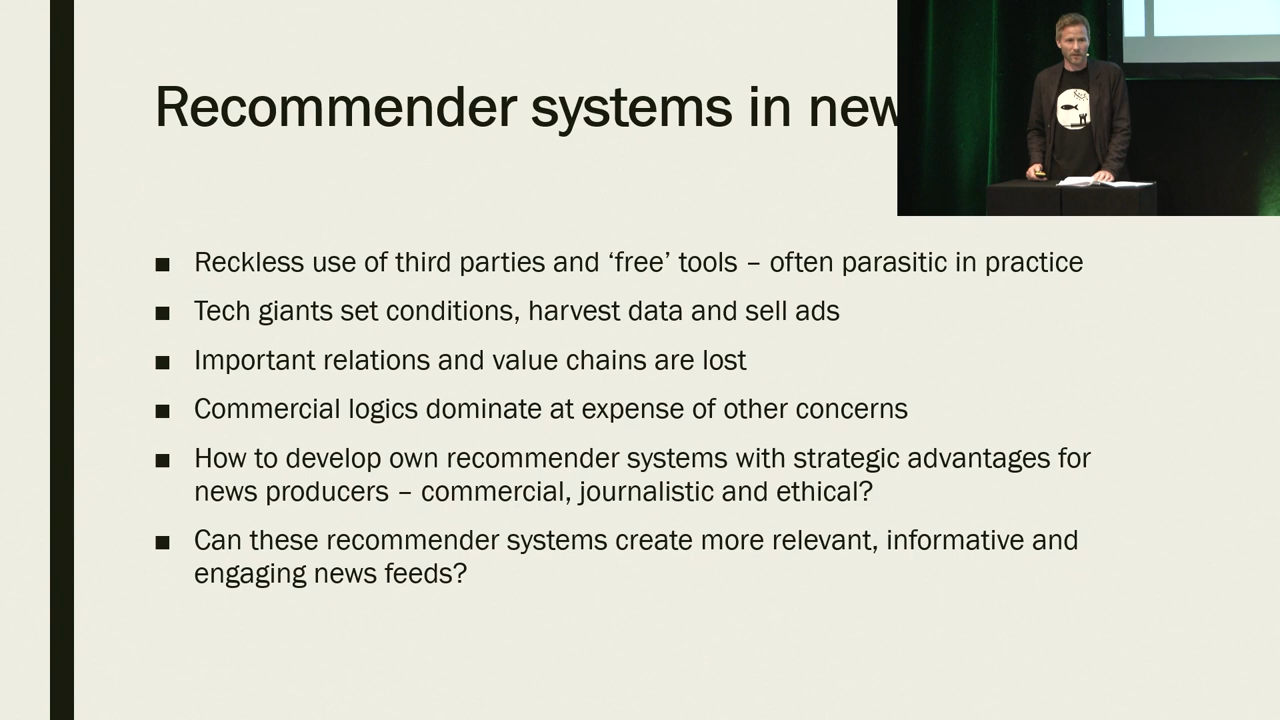 Recommender systems in new
■ Reckless use of third parties and ‘free’ tools – often parasitic in practice
■ Tech giants set conditions, harvest data and sell ads
■ Important relations and value chains are lost
■ Commercial logics dominate at expense of other concerns
■ How to develop own recommender systems with strategic advantages for
news producers – commercial, journalistic and ethical?
■ Can these recommender systems create more relevant, informative and
engaging news feeds?